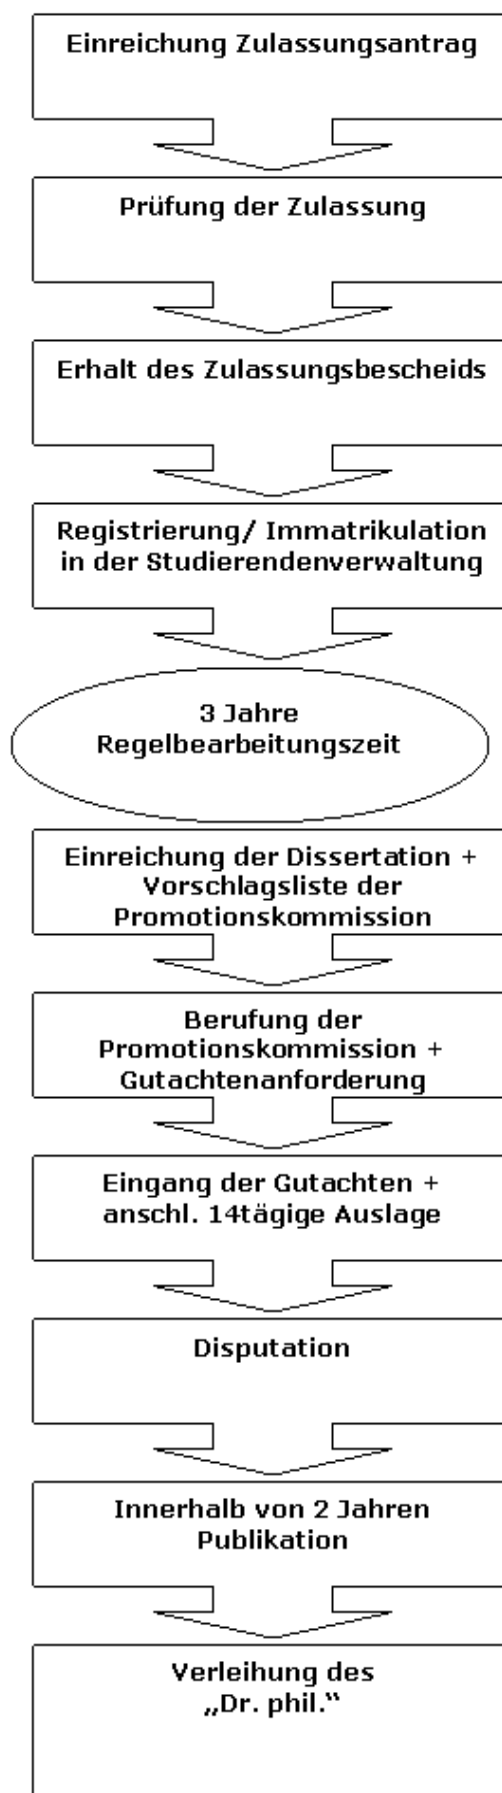 Einreichung Zulassungsantrag
Prüfung der Zulassung
Erhalt des Zulassungsbescheids
Registrierung/ Immatrikulation
in der Studierendenverwaltung
3 Jahre
Regelbearbeitungszeit
Einreichung der Dissertation +
Vorschlagsliste der
Promotionskommission
Berufung der
Promotionskommission +
Gutachtenanforderung
Eingang der Gutachten +
anschl. 14tägige Auslage
Disputation
Innerhalb von 2 Jahren
Publikation
Verleihung des
„Dr. phil.“